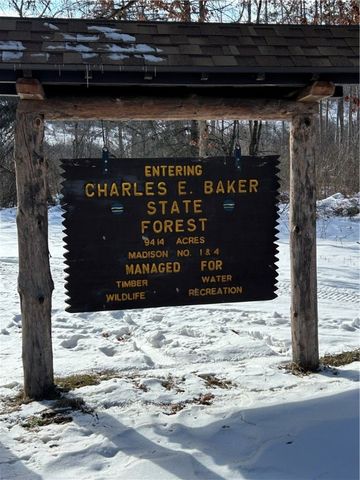 ENTERING
CHARLES E. BAKER
STATE
FOREST
9414 ACRES
MADISON NO. 1 & 4
MANAGED FOR
TIMBER WATER
WILDLIFE RECREATION